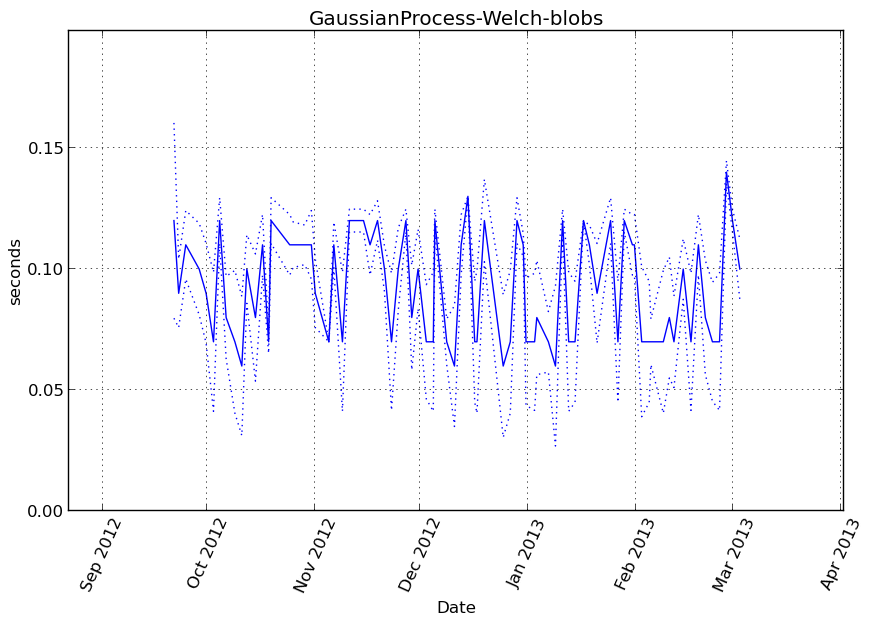 GaussianProcess-Welch-blobs
seconds
0.15
0.10
0.05
0.00
Sep 2012
Oct 2012
Nov 2012
Dec 2012
Jan 2013
Feb 2013
Mar 2013
Apr 2013
Date